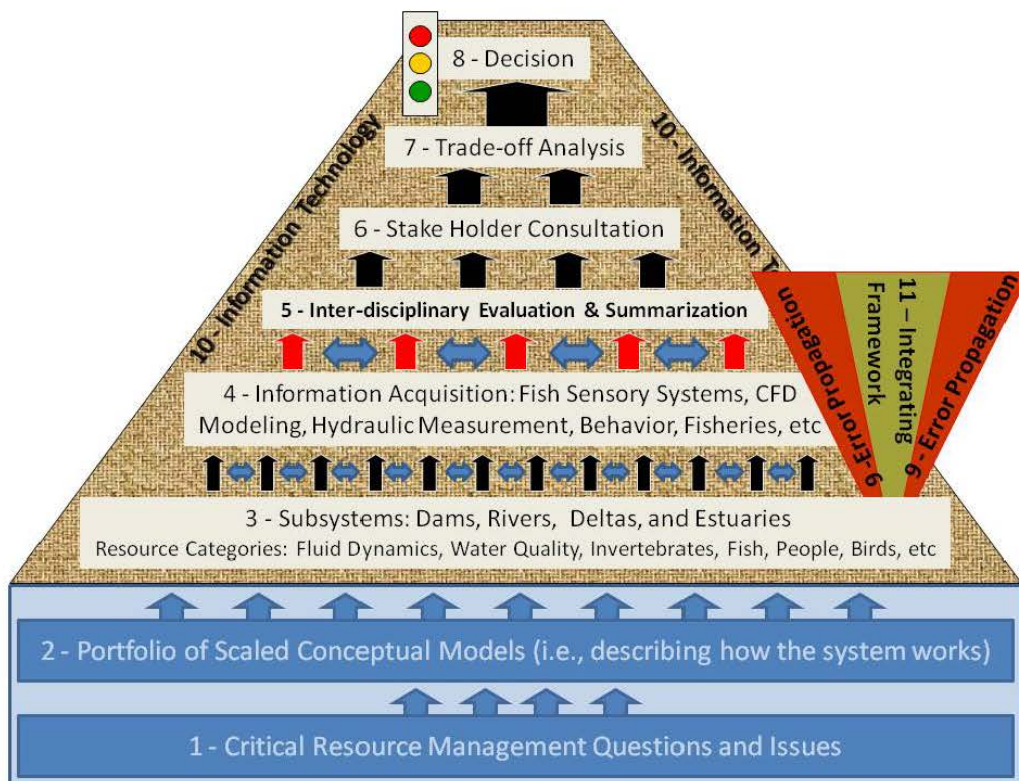 8 - Decision
10 - Information Technology
10 - Information Te
7 - Trade-off Analysis
6 - Stake Holder Consultation
5 - Inter-disciplinary Evaluation & Summarization
9 -Error Propagation
11 – Integrating
Framework
9 - Error Propagation
4 - Information Acquisition: Fish Sensory Systems, CFD
Modeling, Hydraulic Measurement, Behavior, Fisheries, etc
3 - Subsystems: Dams, Rivers, Deltas, and Estuaries
Resource Categories: Fluid Dynamics, Water Quality, Invertebrates, Fish, People, Birds, etc
2 - Portfolio of Scaled Conceptual Models (i.e., describing how the system works)
1 - Critical Resource Management Questions and Issues